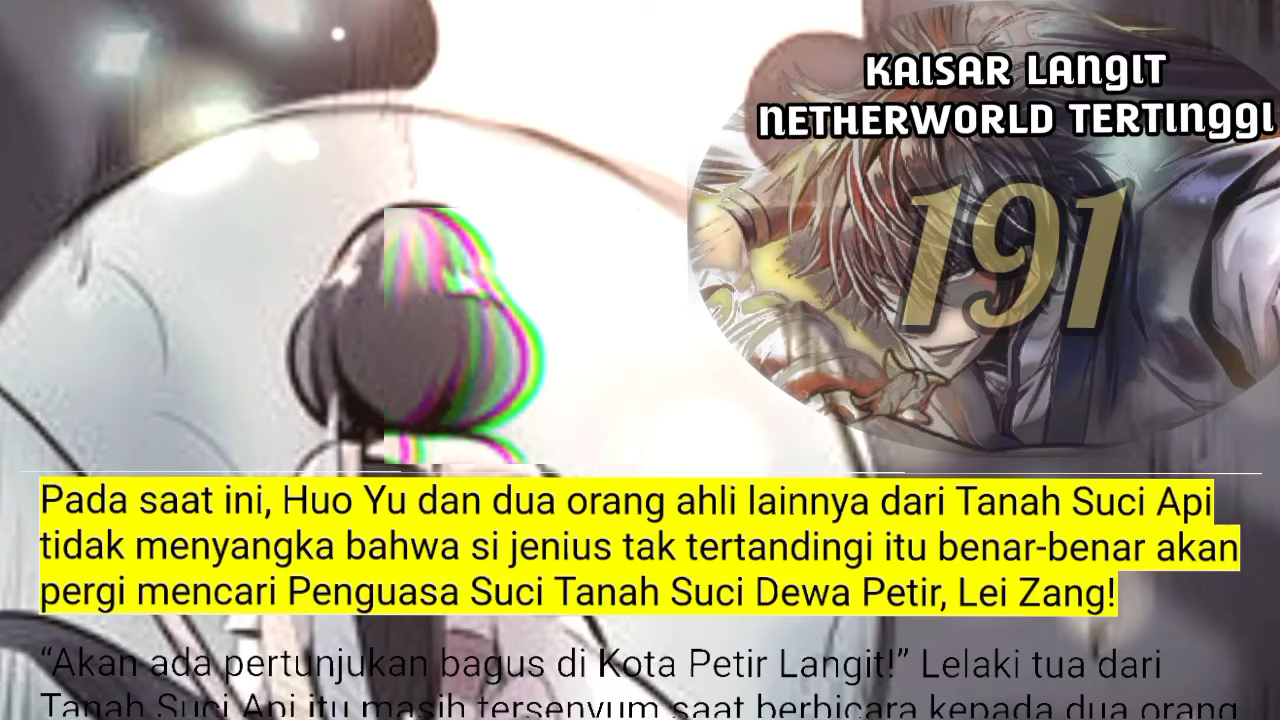 KAISAR LANGIT
NETHERWORLD TERTINGGI
191
Pada saat ini, Huo Yu dan dua orang ahli lainnya dari Tanah Suci Api
tidak menyangka bahwa si jenius tak tertandingi itu benar-benar akan
pergi mencari Penguasa Suci Tanah Suci Dewa Petir, Lei Zang!
“Akan ada pertunjukan bagus di Kota Petir Langit!” Lelaki tua dari
Tanah Suci Api itu masih tersenyum saat berbicara kepada dua orang